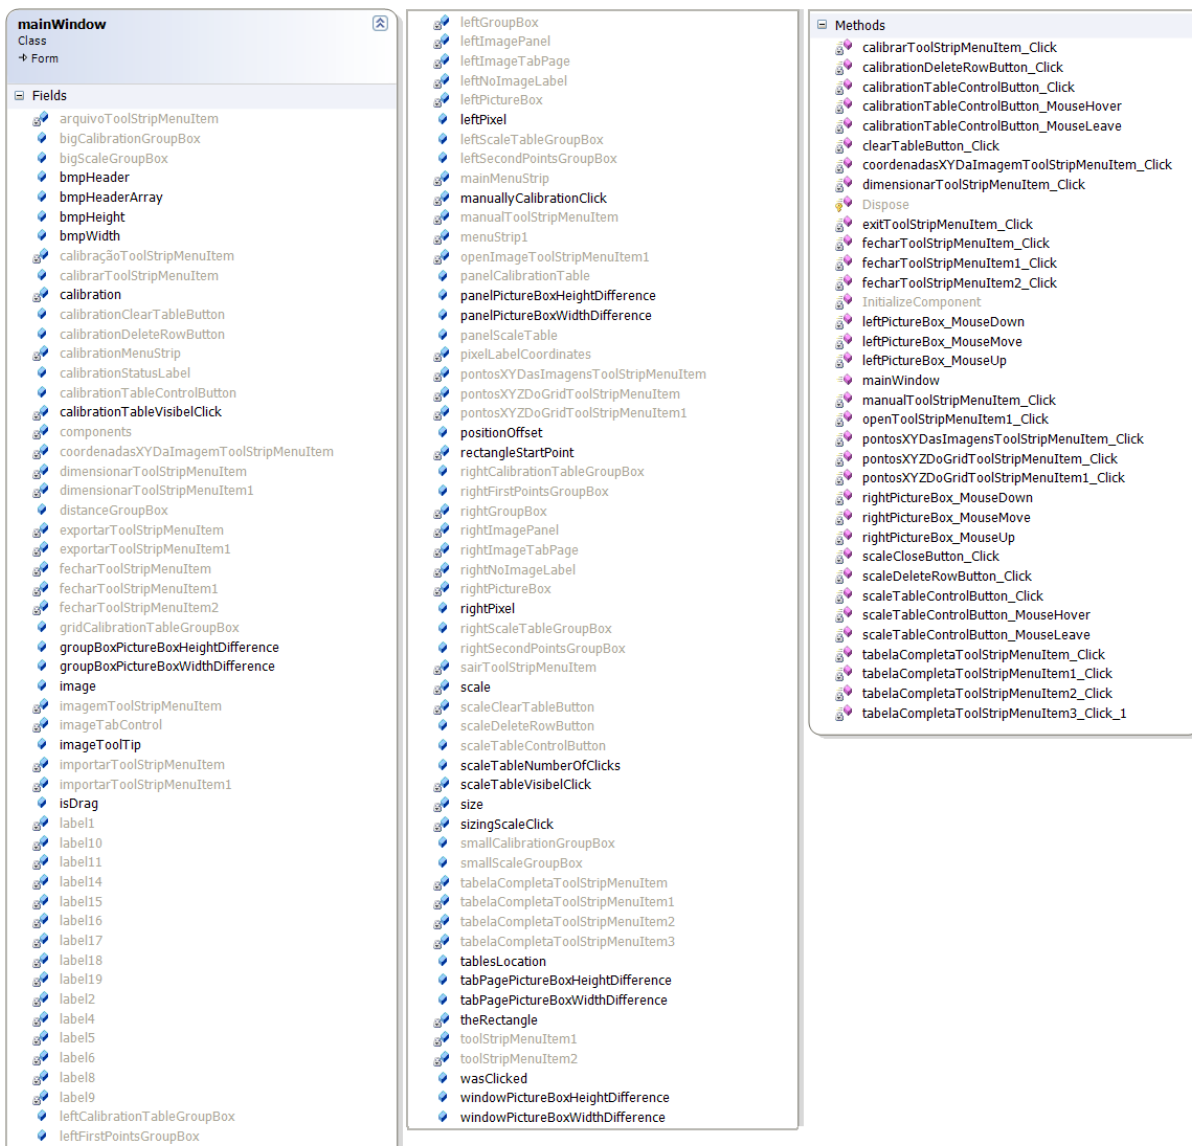 mainWindow
Class
Form
Fields
arquivoToolStripMenuItem
bigCalibrationGroupBox
bigScaleGroupBox
bmpHeader
bmpHeaderArray
bmpHeight
bmpWidth
calibraçãoToolStripMenuItem
calibrarToolStripMenuItem
calibration
calibrationClearTableButton
calibrationDeleteRowButton
calibrationMenuStrip
calibrationStatusLabel
calibrationTableControlButton
calibrationTableVisibelClick
components
coordenadasXYDaImagemToolStripMenuItem
dimensionarToolStripMenuItem
dimensionarToolStripMenuItem1
distanceGroupBox
exportarToolStripMenuItem
exportarToolStripMenuItem1
fecharToolStripMenuItem
fecharToolStripMenuItem1
fecharToolStripMenuItem2
gridCalibrationTableGroupBox
groupBoxPictureBoxHeightDifference
groupBoxPictureBoxWidthDifference
image
imagemToolStripMenuItem
imageTabControl
imageToolTip
importarToolStripMenuItem
importarToolStripMenuItem1
isDrag
label1
label10
label11
label14
label15
label16
label17
label18
label19
label2
label4
label5
label6
label8
label9
leftCalibrationTableGroupBox
leftFirstPointsGroupBox
leftGroupBox
leftImagePanel
leftImageTabPage
leftNoImageLabel
leftPictureBox
leftPixel
leftScaleTableGroupBox
leftSecondPointsGroupBox
mainMenuStrip
manuallyCalibrationClick
manualToolStripMenuItem
menuStrip1
openImageToolStripMenuItem1
panelCalibrationTable
panelPictureBoxHeightDifference
panelPictureBoxWidthDifference
panelScaleTable
pixelLabelCoordinates
pontosXYDasImagensToolStripMenuItem
pontosXYZDoGridToolStripMenuItem
pontosXYZDoGridToolStripMenuItem1
positionOffset
rectangleStartPoint
rightCalibrationTableGroupBox
rightFirstPointsGroupBox
rightGroupBox
rightImagePanel
rightImageTabPage
rightNoImageLabel
rightPictureBox
rightPixel
rightScaleTableGroupBox
rightSecondPointsGroupBox
sairToolStripMenuItem
scale
scaleClearTableButton
scaleDeleteRowButton
scaleTableControlButton
scaleTableNumberOfClicks
scaleTableVisibelClick
size
sizingScaleClick
smallCalibrationGroupBox
smallScaleGroupBox
tabelaCompletaToolStripMenuItem
tabelaCompletaToolStripMenuItem1
tabelaCompletaToolStripMenuItem2
tabelaCompletaToolStripMenuItem3
tablesLocation
tabPagePictureBoxHeightDifference
tabPagePictureBoxWidthDifference
theRectangle
toolStripMenuItem1
toolStripMenuItem2
wasClicked
windowPictureBoxHeightDifference
windowPictureBoxWidthDifference
Methods
calibrarToolStripMenuItem_Click
calibrationDeleteRowButton_Click
calibrationTableControlButton_Click
calibrationTableControlButton_MouseHover
calibrationTableControlButton_MouseLeave
clearTableButton_Click
coordenadasXYDaImagemToolStripMenuItem_Click
dimensionarToolStripMenuItem_Click
Dispose
exitToolStripMenuItem_Click
fecharToolStripMenuItem_Click
fecharToolStripMenuItem1_Click
fecharToolStripMenuItem2_Click
InitializeComponent
leftPictureBox_MouseDown
leftPictureBox_MouseMove
leftPictureBox_MouseUp
mainWindow
manualToolStripMenuItem_Click
openToolStripMenuItem1_Click
pontosXYDasImagensToolStripMenuItem_Click
pontosXYZDoGridToolStripMenuItem_Click
pontosXYZDoGridToolStripMenuItem1_Click
rightPictureBox_MouseDown
rightPictureBox_MouseMove
rightPictureBox_MouseUp
scaleCloseButton_Click
scaleDeleteRowButton_Click
scaleTableControlButton_Click
scaleTableControlButton_MouseHover
scaleTableControlButton_MouseLeave
tabelaCompletaToolStripMenuItem_Click
tabelaCompletaToolStripMenuItem1_Click
tabelaCompletaToolStripMenuItem2_Click
tabelaCompletaToolStripMenuItem3_Click_1